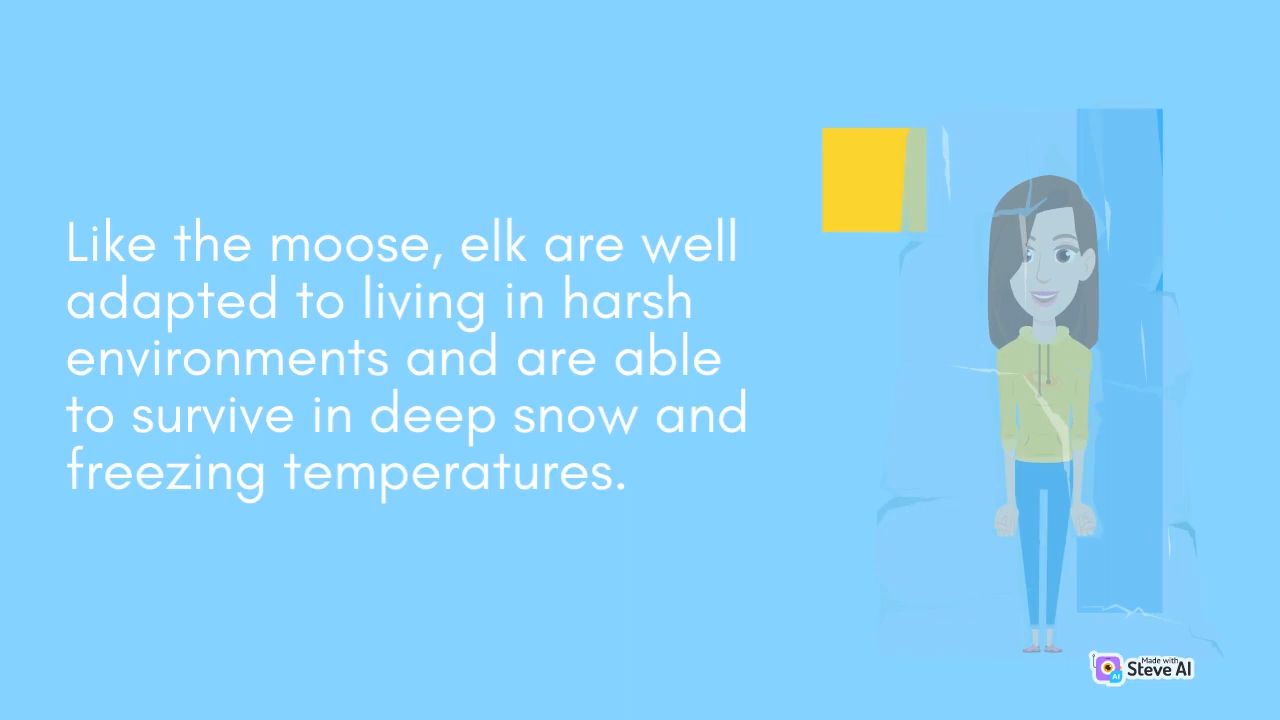 Like the moose, elk are well
adapted to living in harsh
environments and are able
to survive in deep snow and
freezing temperatures.
Made with
Steve AI
AI